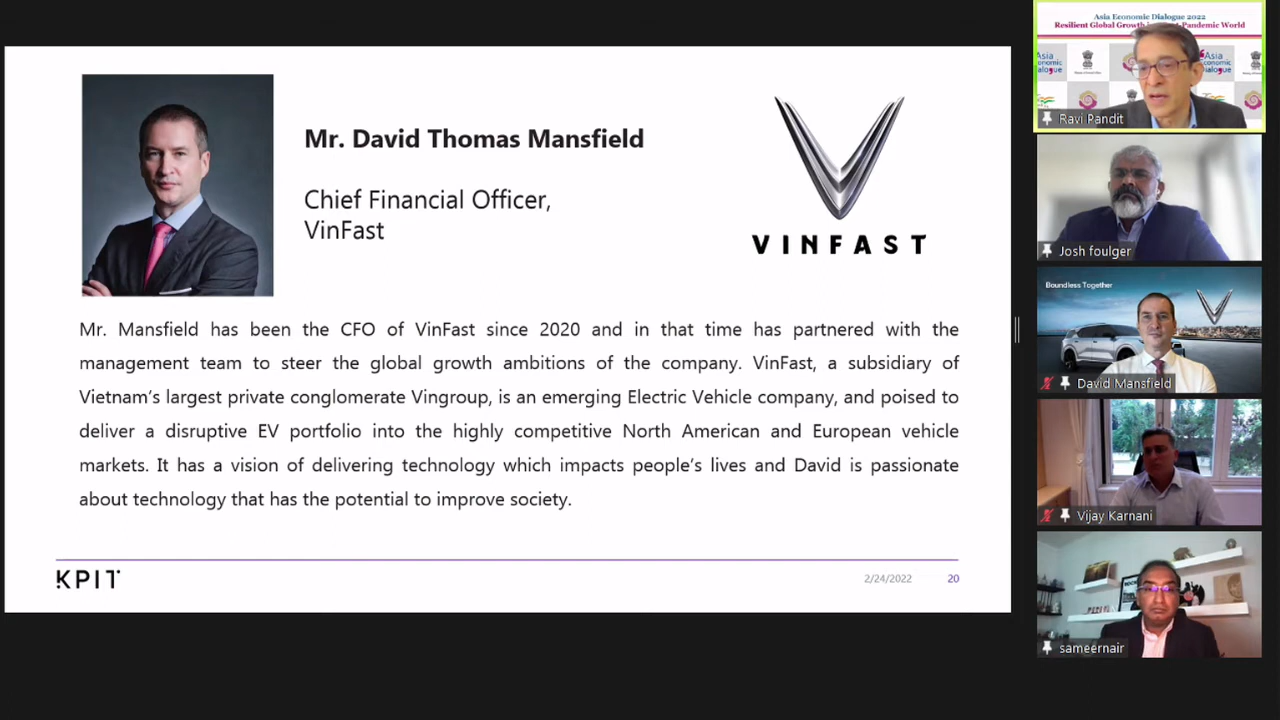 Mr. David Thomas Mansfield
Chief Financial Officer,
VinFast
VINFAST
Mr. Mansfield has been the CFO of VinFast since 2020 and in that time has partnered with the
management team to steer the global growth ambitions of the company. VinFast, a subsidiary of
Vietnam’s largest private conglomerate Vingroup, is an emerging Electric Vehicle company, and poised to
deliver a disruptive EV portfolio into the highly competitive North American and European vehicle
markets. It has a vision of delivering technology which impacts people’s lives and David is passionate
about technology that has the potential to improve society.
KPIT
2/24/2022
20
Asia Economic Dialogue 2022
Resilient Global Growth
Pandemic World
Ravi Pandit
Josh foulger
Boundless Together
David Mansfield
Vijay Karnani
sameernair